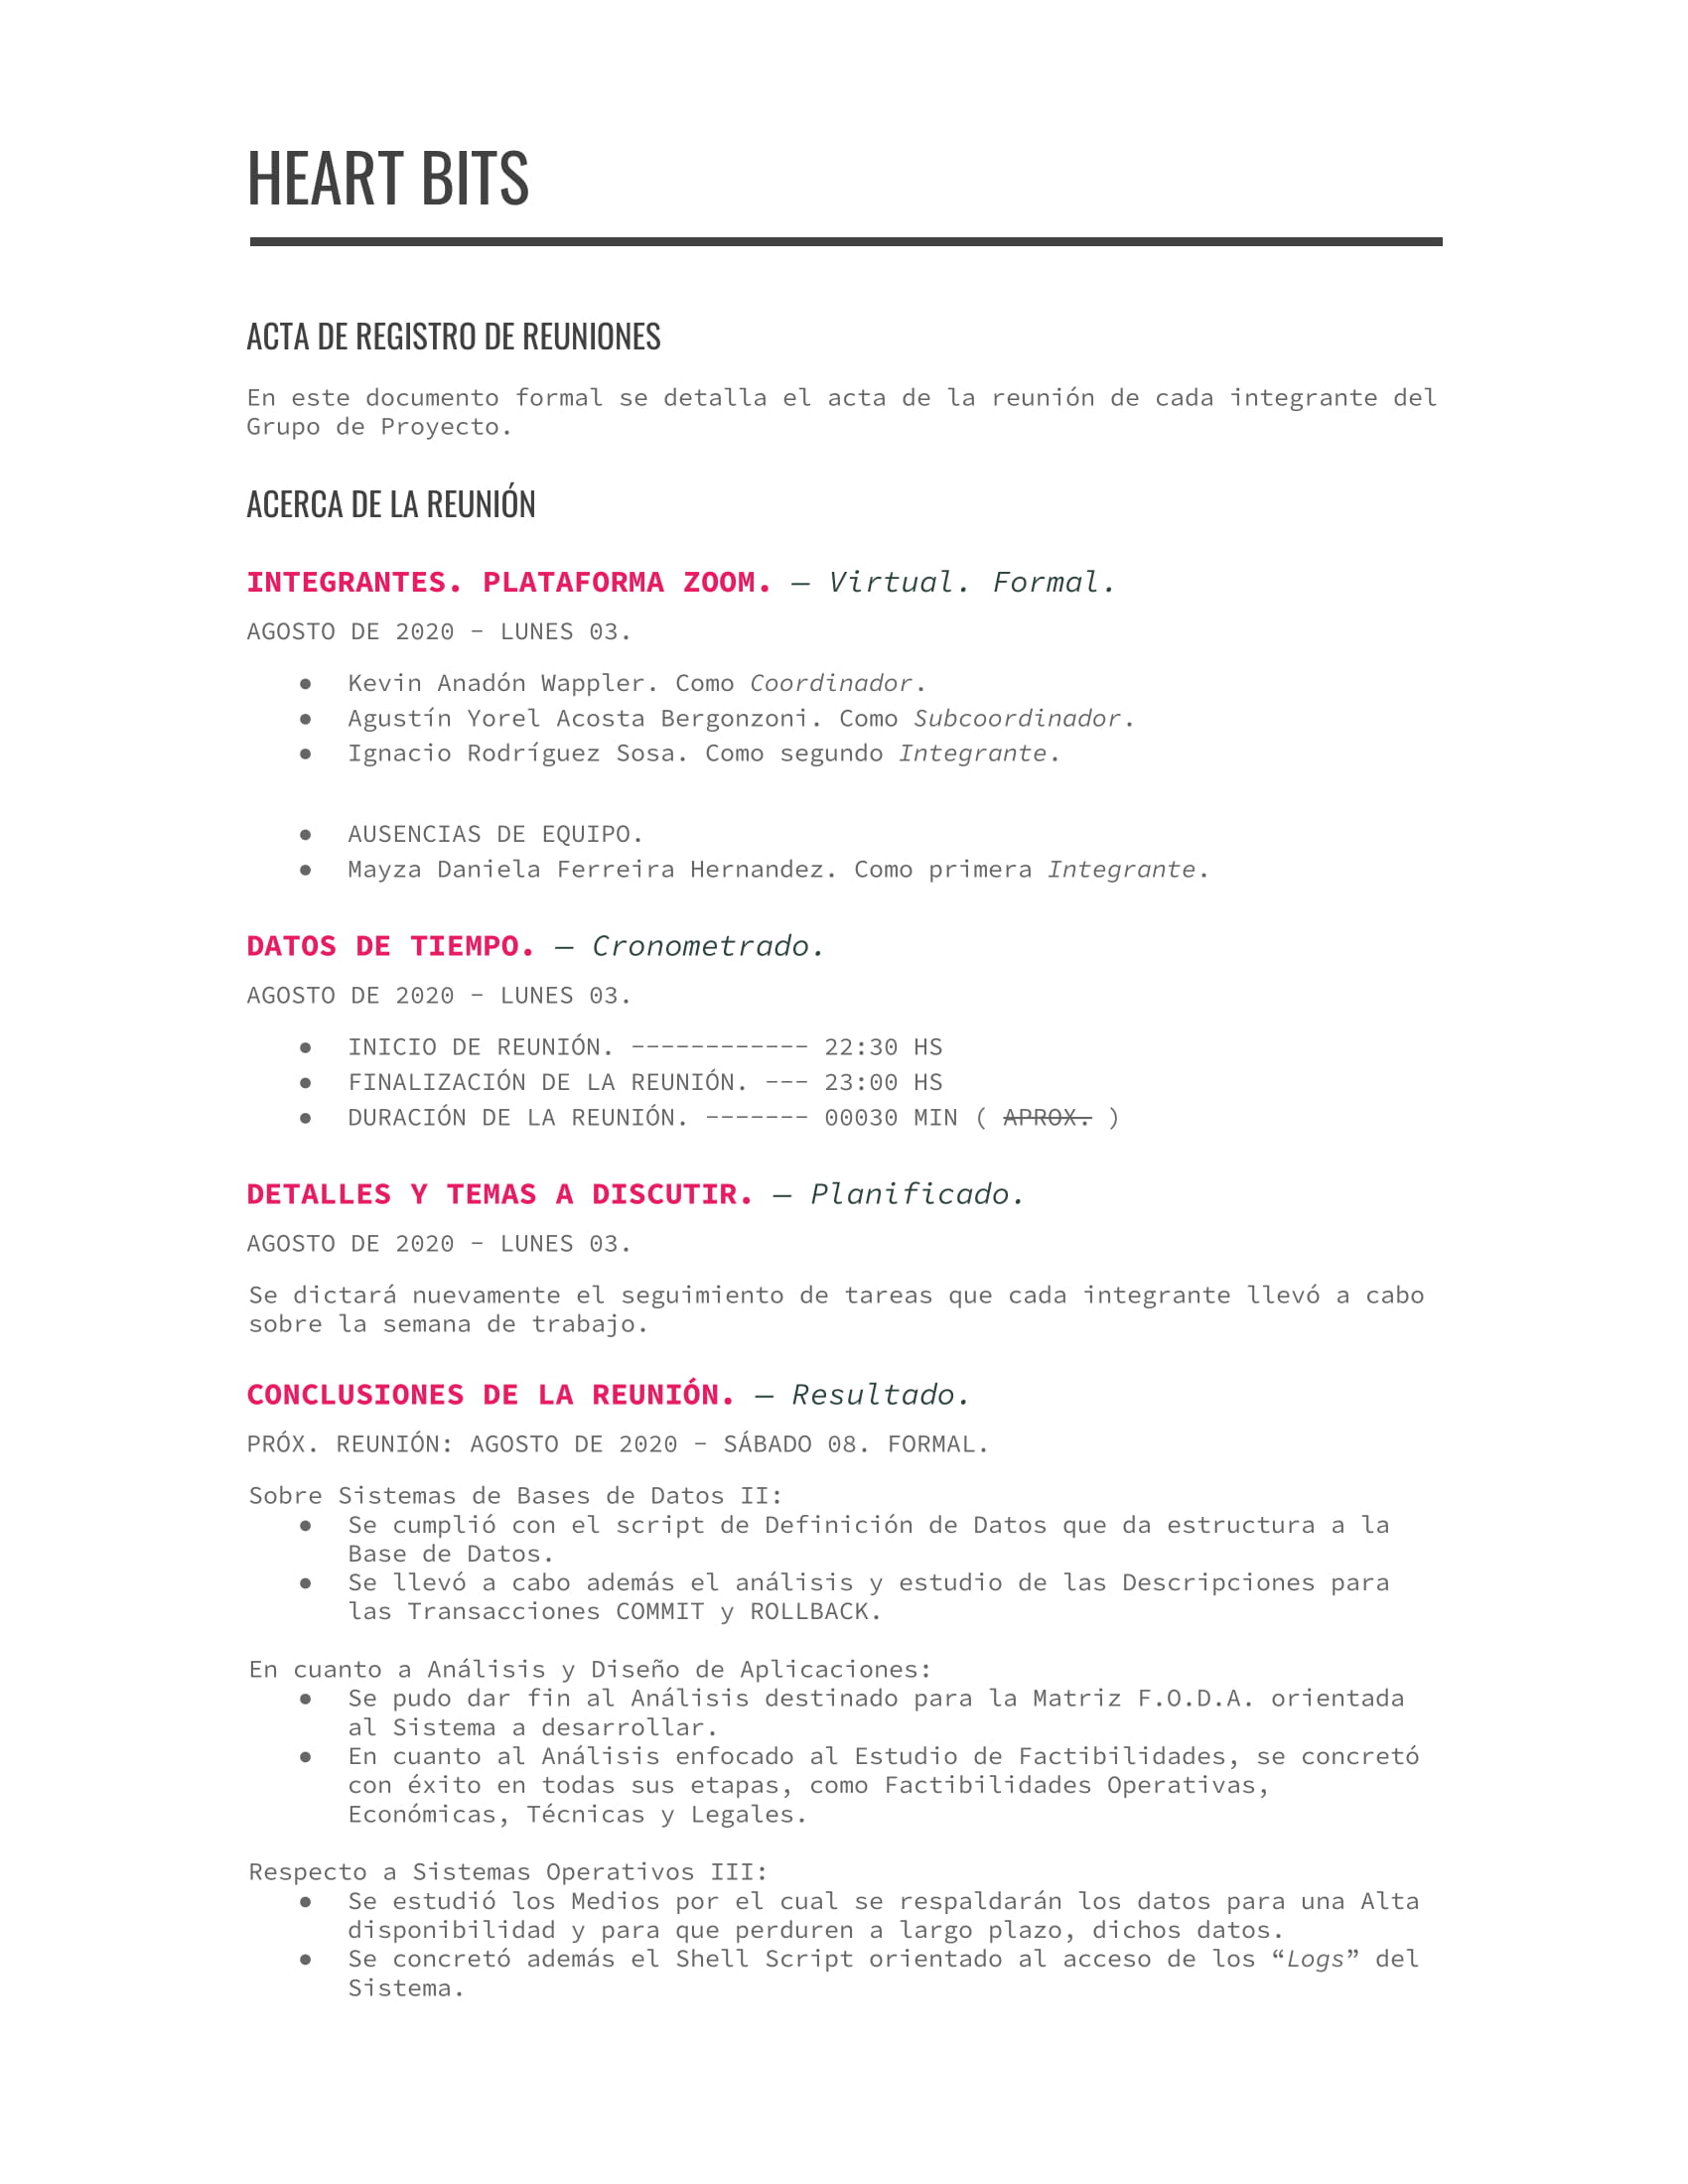 HEART BITS
ACTA DE REGISTRO DE REUNIONES
En este documento formal se detalla el acta de la reunión de cada integrante del
Grupo de Proyecto.
ACERCA DE LA REUNIÓN
INTEGRANTES. PLATAFORMA ZOOM. — Virtual. Formal.
AGOSTO DE 2020 - LUNES 03.
● Kevin Anadón Wappler. Como Coordinador.
● Agustín Yorel Acosta Bergonzoni. Como Subcoordinador.
● Ignacio Rodríguez Sosa. Como segundo Integrante.
● AUSENCIAS DE EQUIPO.
● Mayza Daniela Ferreira Hernandez. Como primera Integrante.
DATOS DE TIEMPO. — Cronometrado.
AGOSTO DE 2020 - LUNES 03.
● INICIO DE REUNIÓN. ------------ 22:30 HS
● FINALIZACIÓN DE LA REUNIÓN. --- 23:00 HS
● DURACIÓN DE LA REUNIÓN. ------- 00030 MIN ( APROX. )
DETALLES Y TEMAS A DISCUTIR. — Planificado.
AGOSTO DE 2020 - LUNES 03.
Se dictará nuevamente el seguimiento de tareas que cada integrante llevó a cabo
sobre la semana de trabajo.
CONCLUSIONES DE LA REUNIÓN. — Resultado.
PRÓX. REUNIÓN: AGOSTO DE 2020 - SÁBADO 08. FORMAL.
Sobre Sistemas de Bases de Datos II:
● Se cumplió con el script de Definición de Datos que da estructura a la
Base de Datos.
● Se llevó a cabo además el análisis y estudio de las Descripciones para
las Transacciones COMMIT y ROLLBACK.
En cuanto a Análisis y Diseño de Aplicaciones:
● Se pudo dar fin al Análisis destinado para la Matriz F.O.D.A. orientada
al Sistema a desarrollar.
● En cuanto al Análisis enfocado al Estudio de Factibilidades, se concretó
con éxito en todas sus etapas, como Factibilidades Operativas,
Económicas, Técnicas y Legales.
Respecto a Sistemas Operativos III:
● Se estudió los Medios por el cual se respaldarán los datos para una Alta
disponibilidad y para que perduren a largo plazo, dichos datos.
● Se concretó además el Shell Script orientado al acceso de los “Logs” del
Sistema.